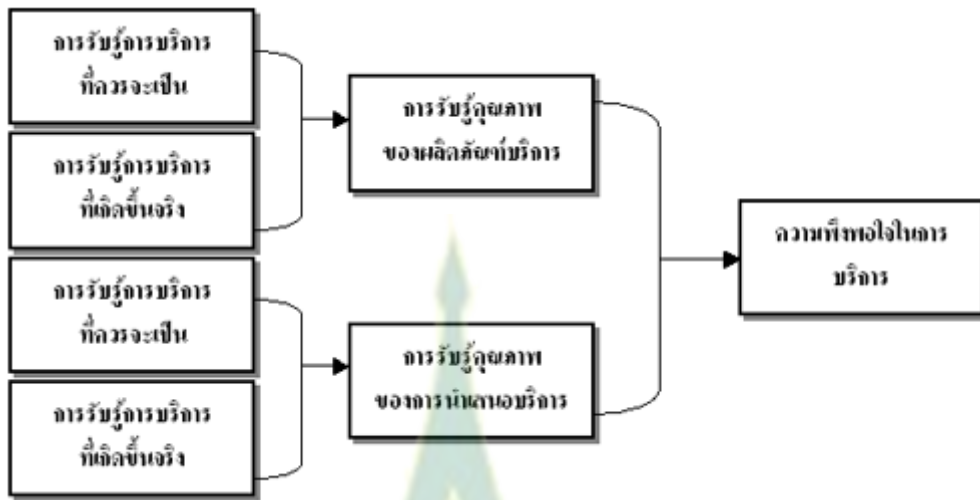 การรับรู้การบริการ
ที่ควรจะเป็น
การรับรู้การบริการ
ที่เกิดขึ้นจริง
การรับรู้การบริการ
ที่ควรจะเป็น
การรับรู้การบริการ
ที่เกิดขึ้นจริง
การรับรู้คุณภาพ
ของผลิตภัณฑ์บริการ
การรับรู้คุณภาพ
ของการนำเสนอบริการ
ความพึงพอใจในการ
บริการ